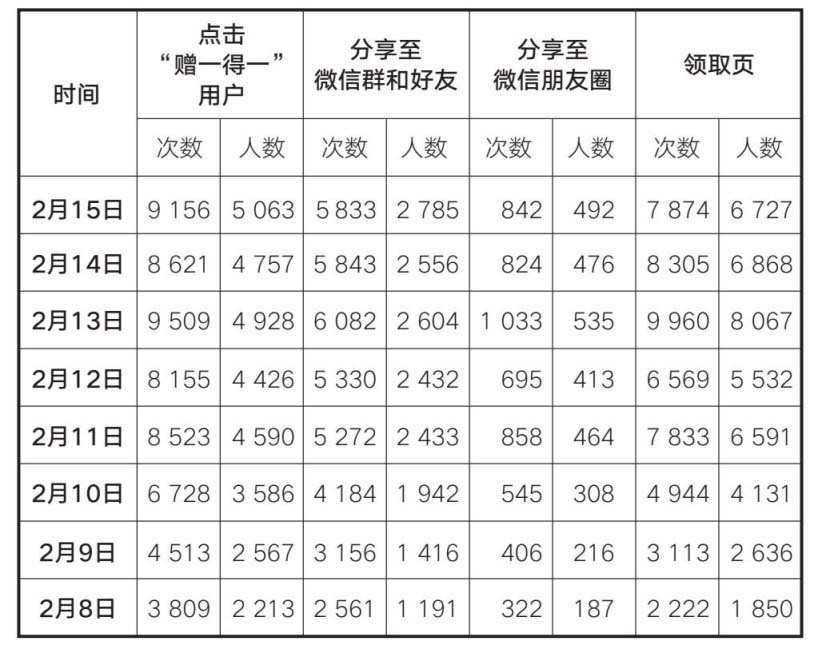 时间 点击 “赠一得一” 用户 分享至 微信群和好友 分享至 微信朋友圈 领取页
次数 人数 次数 人数 次数 人数 次数 人数
2月15日 9 156 5 063 5 833 2 785 842 492 7 874 6 727
2月14日 8 621 4 757 5 843 2 556 824 476 8 305 6 868
2月13日 9 509 4 928 6 082 2 604 1 033 535 9 960 8 067
2月12日 8 155 4 426 5 330 2 432 695 413 6 569 5 532
2月11日 8 523 4 590 5 272 2 433 858 464 7 833 6 591
2月10日 6 728 3 586 4 184 1 942 545 308 4 944 4 131
2月9日 4 513 2 567 3 156 1 416 406 216 3 113 2 636
2月8日 3 809 2 213 2 561 1 191 322 187 2 222 1 850